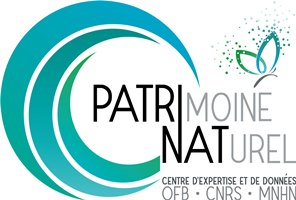 PATRIMOINE
NATUREL
CENTRE D'EXPERTISE ET DE DONNÉES
OFB • CNRS • MNHN